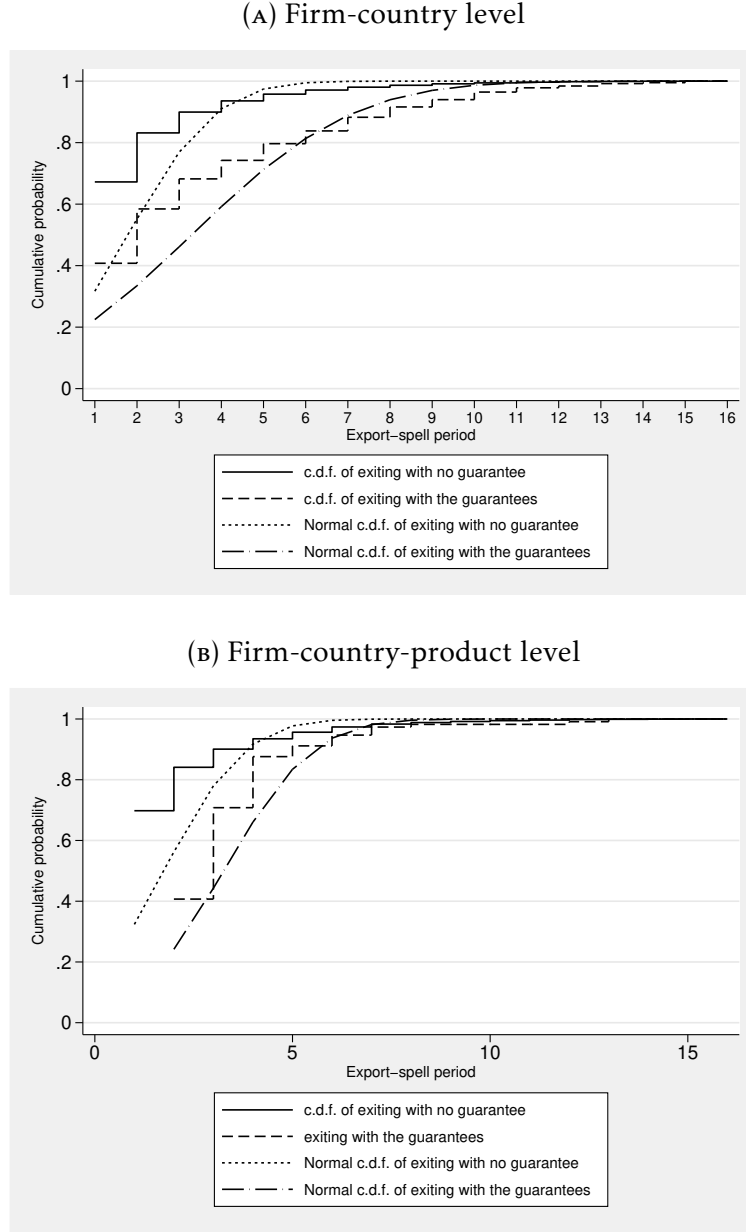 (A) Firm-country level
1
.8
.6
.4
.2
0
Cumulative probability
1 2 3 4 5 6 7 8 9 10 11 12 13 14 15 16
Export−spell period
c.d.f. of exiting with no guarantee
c.d.f. of exiting with the guarantees
Normal c.d.f. of exiting with no guarantee
Normal c.d.f. of exiting with the guarantees
(B) Firm-country-product level
1
.8
.6
.4
.2
0
Cumulative probability
0 5 10 15
Export−spell period
c.d.f. of exiting with no guarantee
exiting with the guarantees
Normal c.d.f. of exiting with no guarantee
Normal c.d.f. of exiting with the guarantees